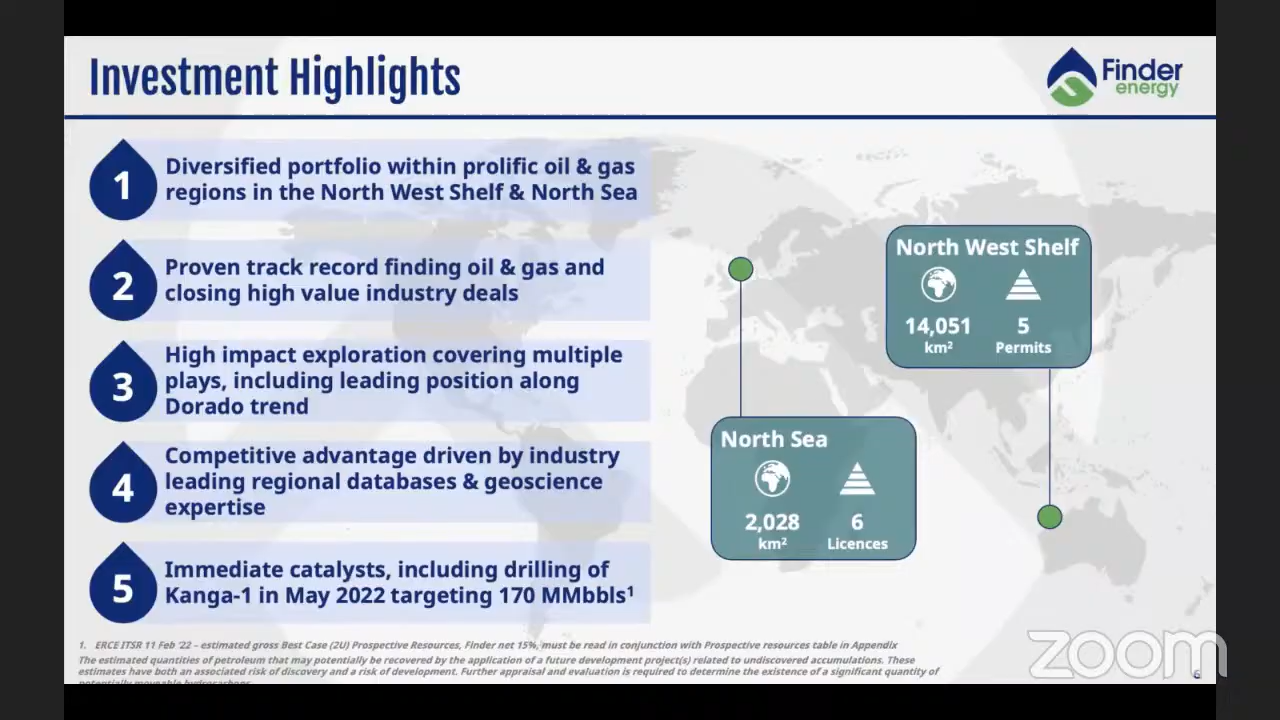 Investment Highlights
Finder
energy
1
Diversified portfolio within prolific oil & gas
regions in the North West Shelf & North Sea
2
Proven track record finding oil & gas and
closing high value industry deals
3
High impact exploration covering multiple
plays, including leading position along
Dorado trend
4
Competitive advantage driven by industry
leading regional databases & geoscience
expertise
5
Immediate catalysts, including drilling of
Kanga-1 in May 2022 targeting 170 MMbbls¹
North West Shelf
14,051 5
km² Permits
North Sea
2,028 6
km² Licences
1. ERCE ITSR 11 Feb '22 – estimated gross Best Case (2U) Prospective Resources, Finder net 15%, must be read in conjunction with Prospective resources table in Appendix
The estimated quantities of petroleum that may potentially be recovered by the application of a future development project(s) related to undiscovered accumulations. These
estimates have both an associated risk of discovery and a risk of development. Further appraisal and evaluation is required to determine the existence of a significant quantity of
potentially moveable hydrocarbons
zoom
6